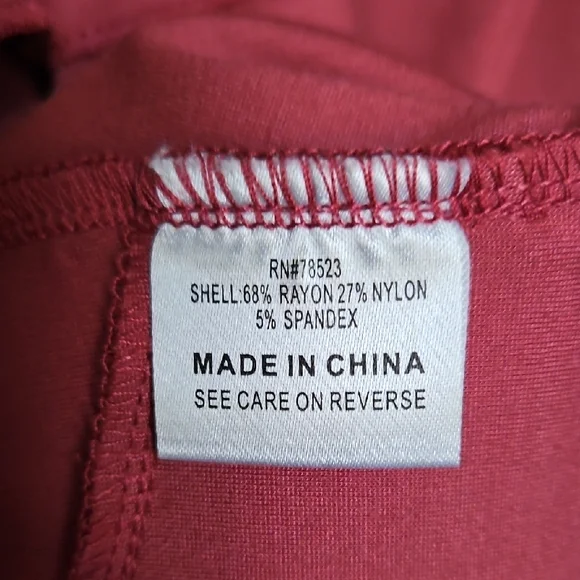 RN#78523
SHELL:68% RAYON 27% NYLON
5% SPANDEX
MADE IN CHINA
SEE CARE ON REVERSE